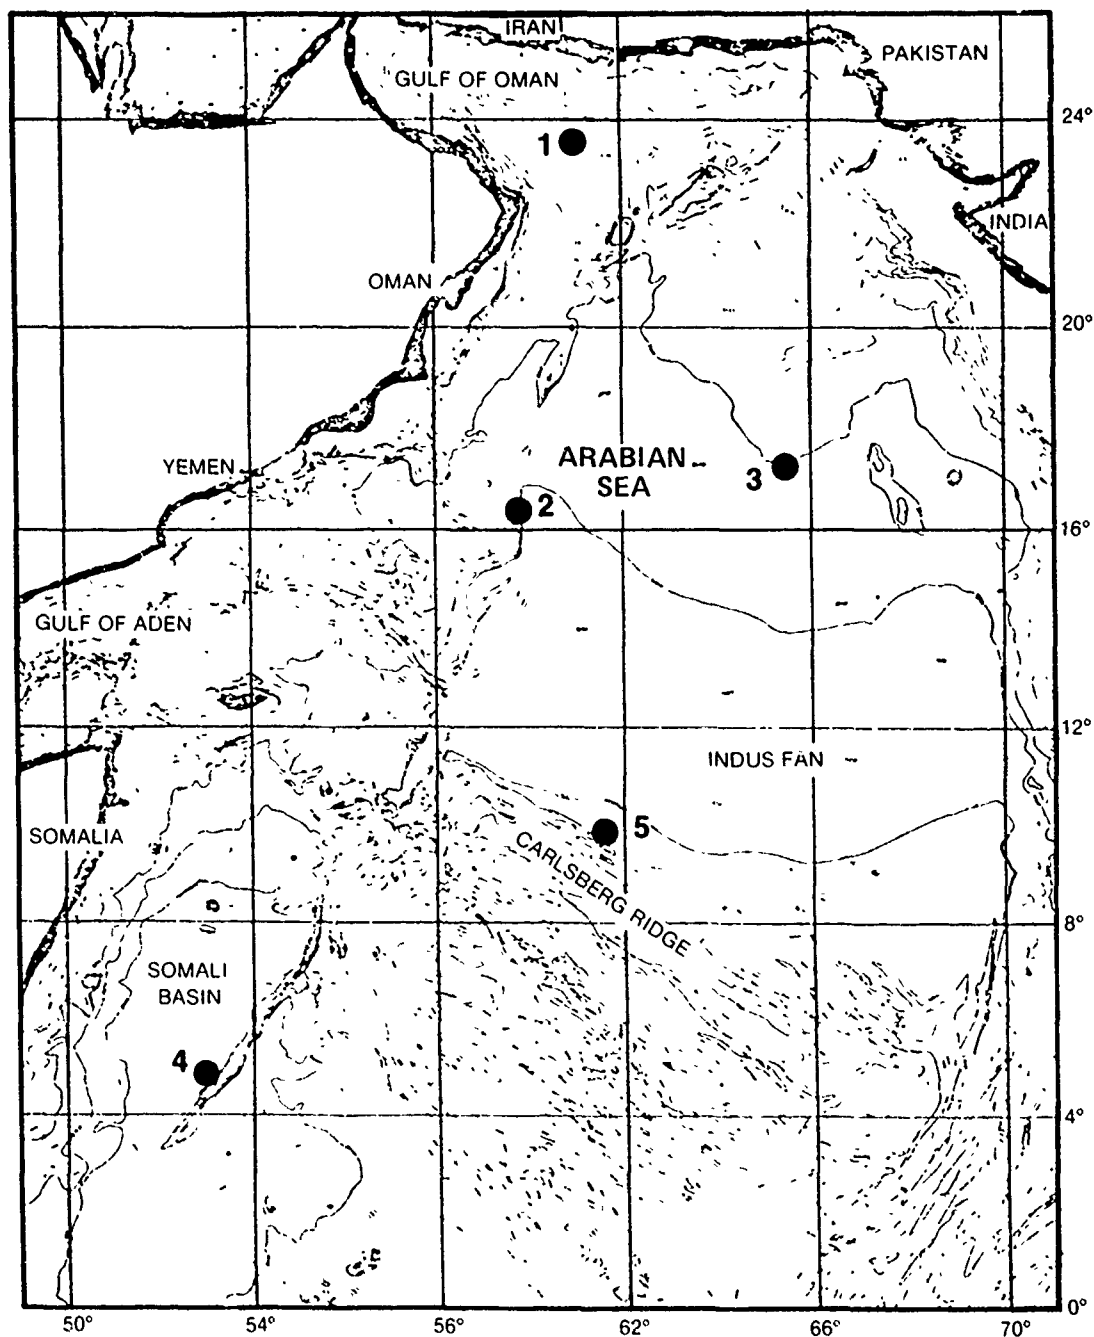 IRAN
PAKISTAN
GULF OF OMAN
24°
1
INDIA
OMAN
20°
ARABIAN
SEA
YEMEN
3
2
16°
GULF OF ADEN
12°
INDUS FAN
SOMALIA
5
CARLSBERG RIDGE
8°
SOMALI
BASIN
4
4°
0°
50° 54° 58° 62° 66° 70°